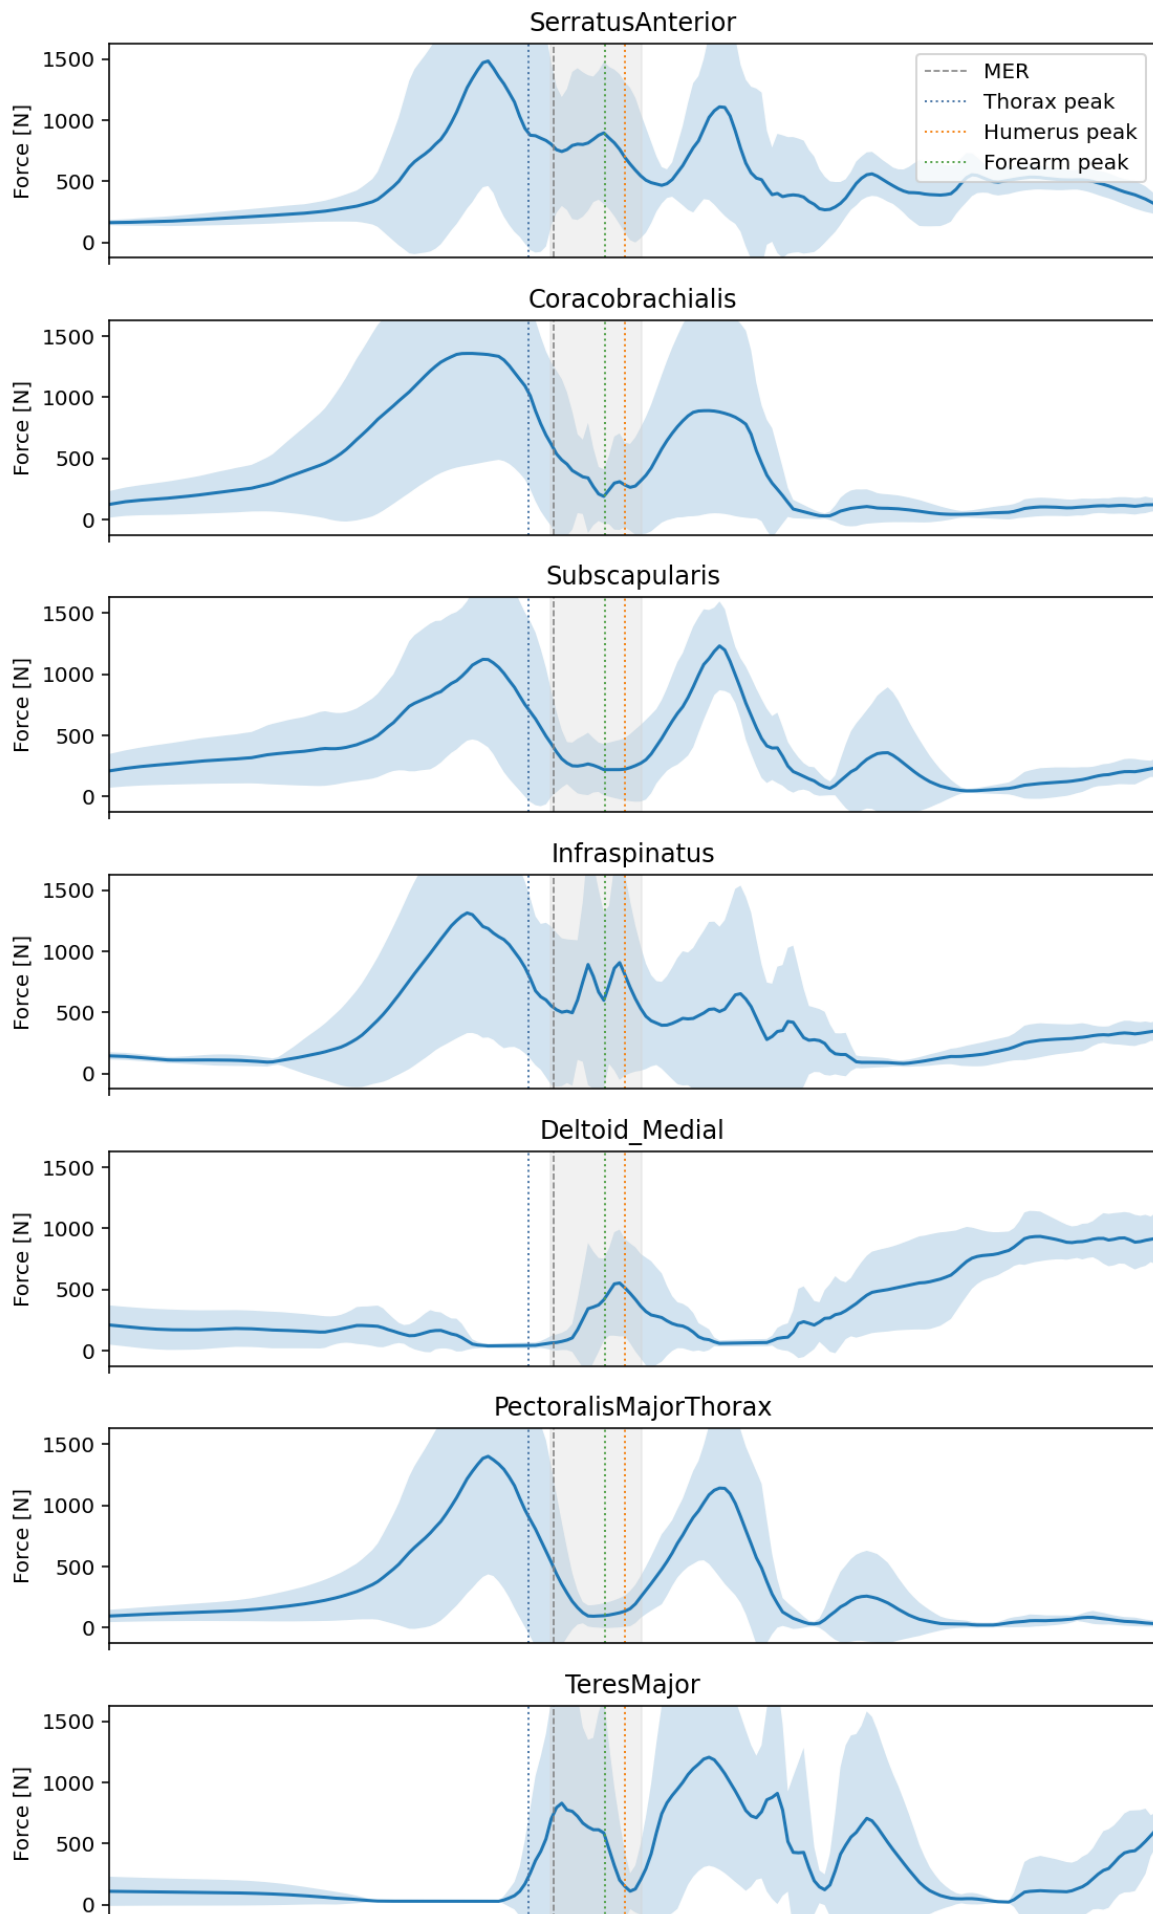 SerratusAnterior
1500
1000
500
0
Force [N]
MER
Thorax peak
Humerus peak
Forearm peak
Coracobrachialis
1500
1000
500
0
Force [N]
Subscapularis
1500
1000
500
0
Force [N]
Infraspinatus
1500
1000
500
0
Force [N]
Deltoid_Medial
1500
1000
500
0
Force [N]
PectoralisMajorThorax
1500
1000
500
0
Force [N]
TeresMajor
1500
1000
500
0
Force [N]